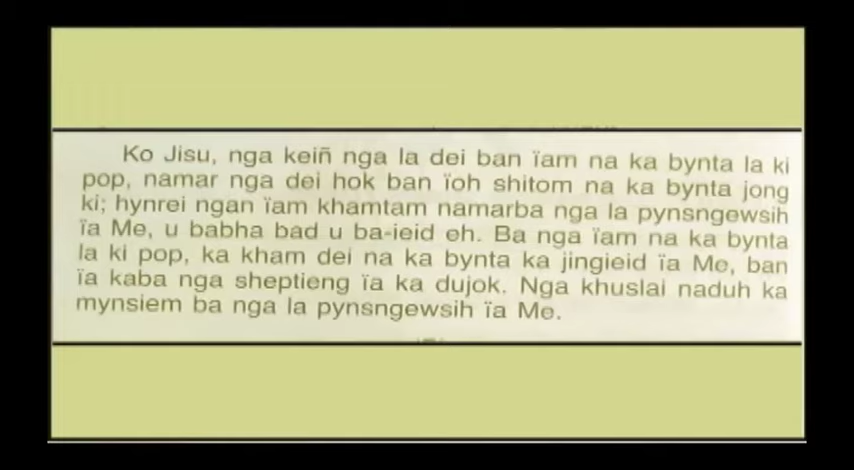 Ko Jisu, nga keiñ nga la dei ban ïam na ka bynta la ki
pop, namar nga dei hok ban ïoh shitom na ka bynta jong
ki; hynrei ngan ïam khamtam namarba nga la pynsngewsih
ïa Me, u babha bad u ba-ieid eh. Ba nga ïam na ka bynta
la ki pop, ka kham dei na ka bynta ka jingieid ïa Me, ban
ïa kaba nga sheptieng ïa ka dujok. Nga khuslai naduh ka
mynsiem ba nga la pynsngewsih ïa Me.